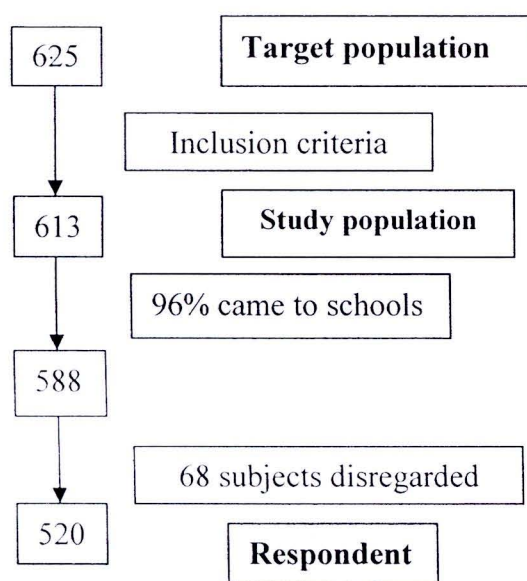 625
Target population
Inclusion criteria
613
Study population
96% came to schools
588
68 subjects disregarded
520
Respondent